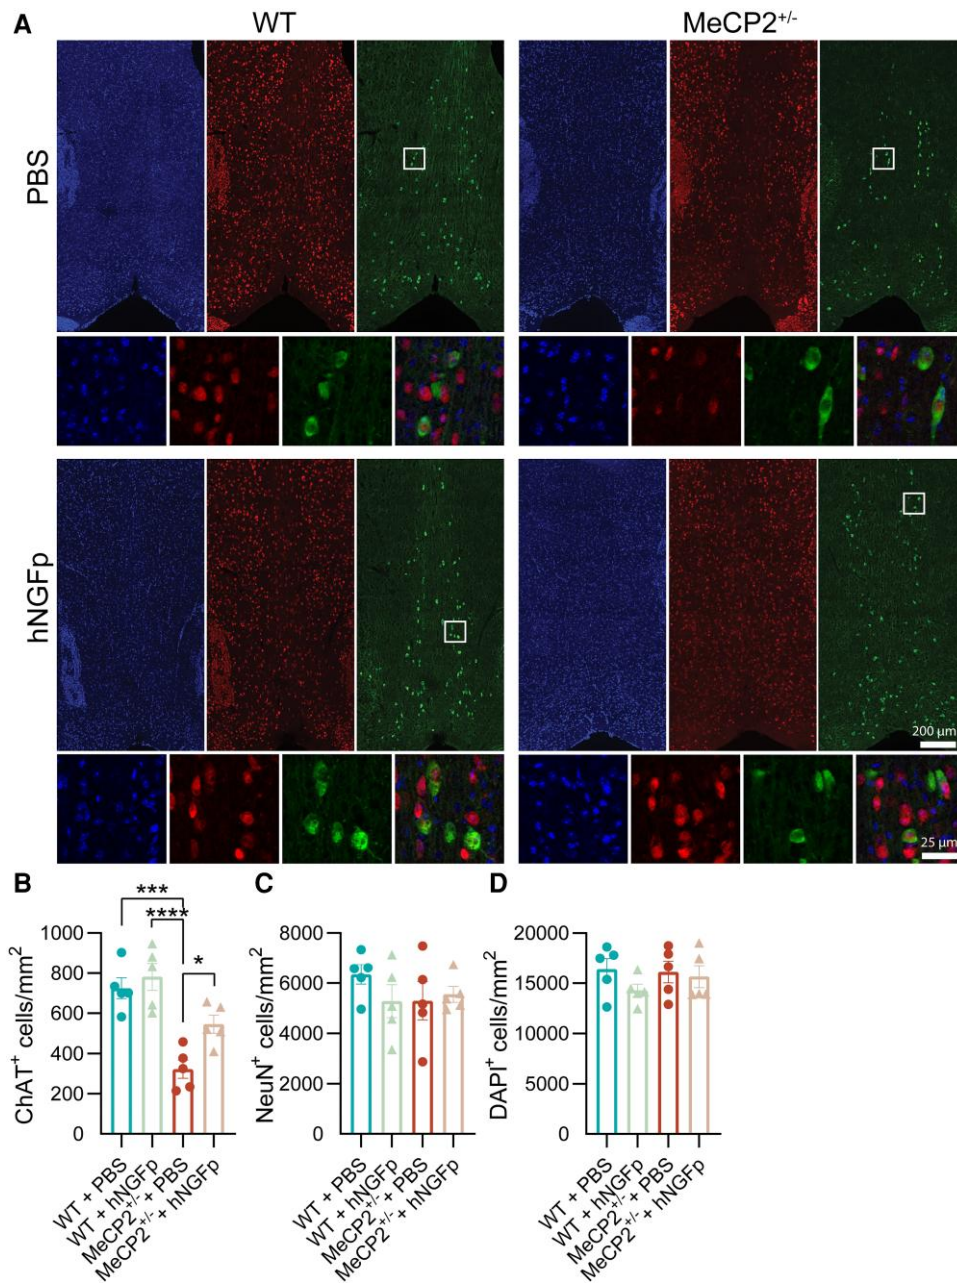 A
WT
MeCP2+/-
PBS
hNGFp
200 µm
25 µm
B
C
D
***
****
*
ChAT+ cells/mm2
1000
800
600
400
200
0
WT + PBS
WT + hNGFp
MeCP2+/- + PBS
MeCP2+/- + hNGFp
NeuN+ cells/mm2
8000
6000
4000
2000
0
WT + PBS
WT + hNGFp
MeCP2+/- + PBS
MeCP2+/- + hNGFp
DAPI+ cells/mm2
20000
15000
10000
5000
0
WT + PBS
WT + hNGFp
MeCP2+/- + PBS
MeCP2+/- + hNGFp